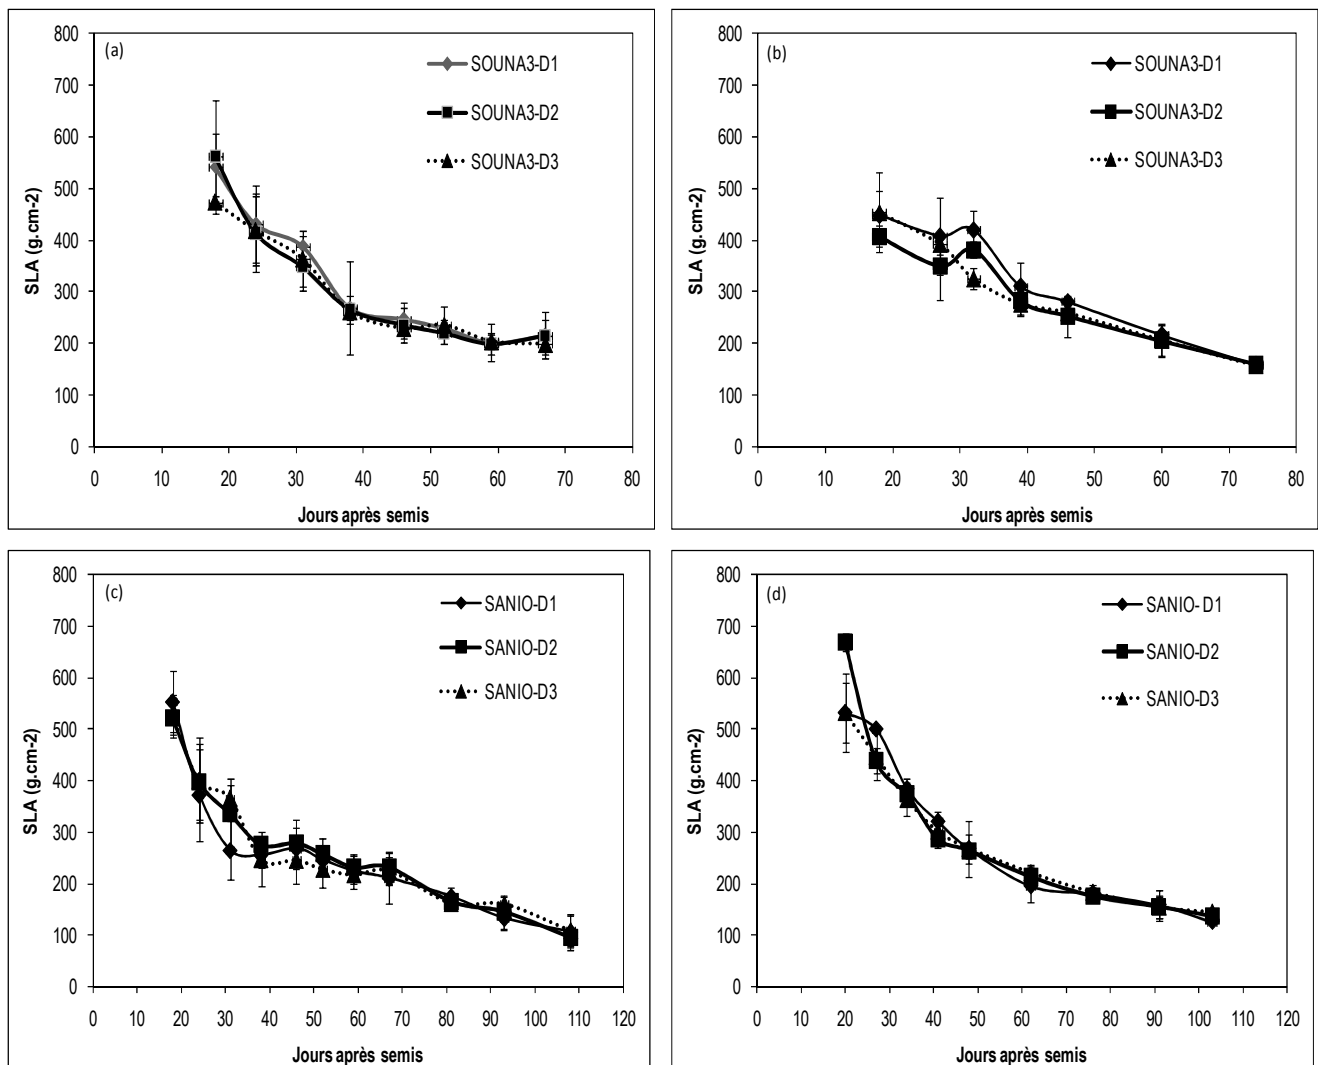 (a)
SOUNA3-D1
SOUNA3-D2
SOUNA3-D3
SLA (g.cm-2)
800
700
600
500
400
300
200
100
0
0 10 20 30 40 50 60 70 80
Jours après semis
(b)
SOUNA3-D1
SOUNA3-D2
SOUNA3-D3
SLA (g.cm-2)
800
700
600
500
400
300
200
100
0
0 10 20 30 40 50 60 70 80
Jours après semis
(c)
SANIO-D1
SANIO-D2
SANIO-D3
SLA (g.cm-2)
800
700
600
500
400
300
200
100
0
0 10 20 30 40 50 60 70 80 90 100 110 120
Jours après semis
(d)
SANIO- D1
SANIO-D2
SANIO-D3
SLA (g.cm-2)
800
700
600
500
400
300
200
100
0
0 10 20 30 40 50 60 70 80 90 100 110 120
Jours après semis